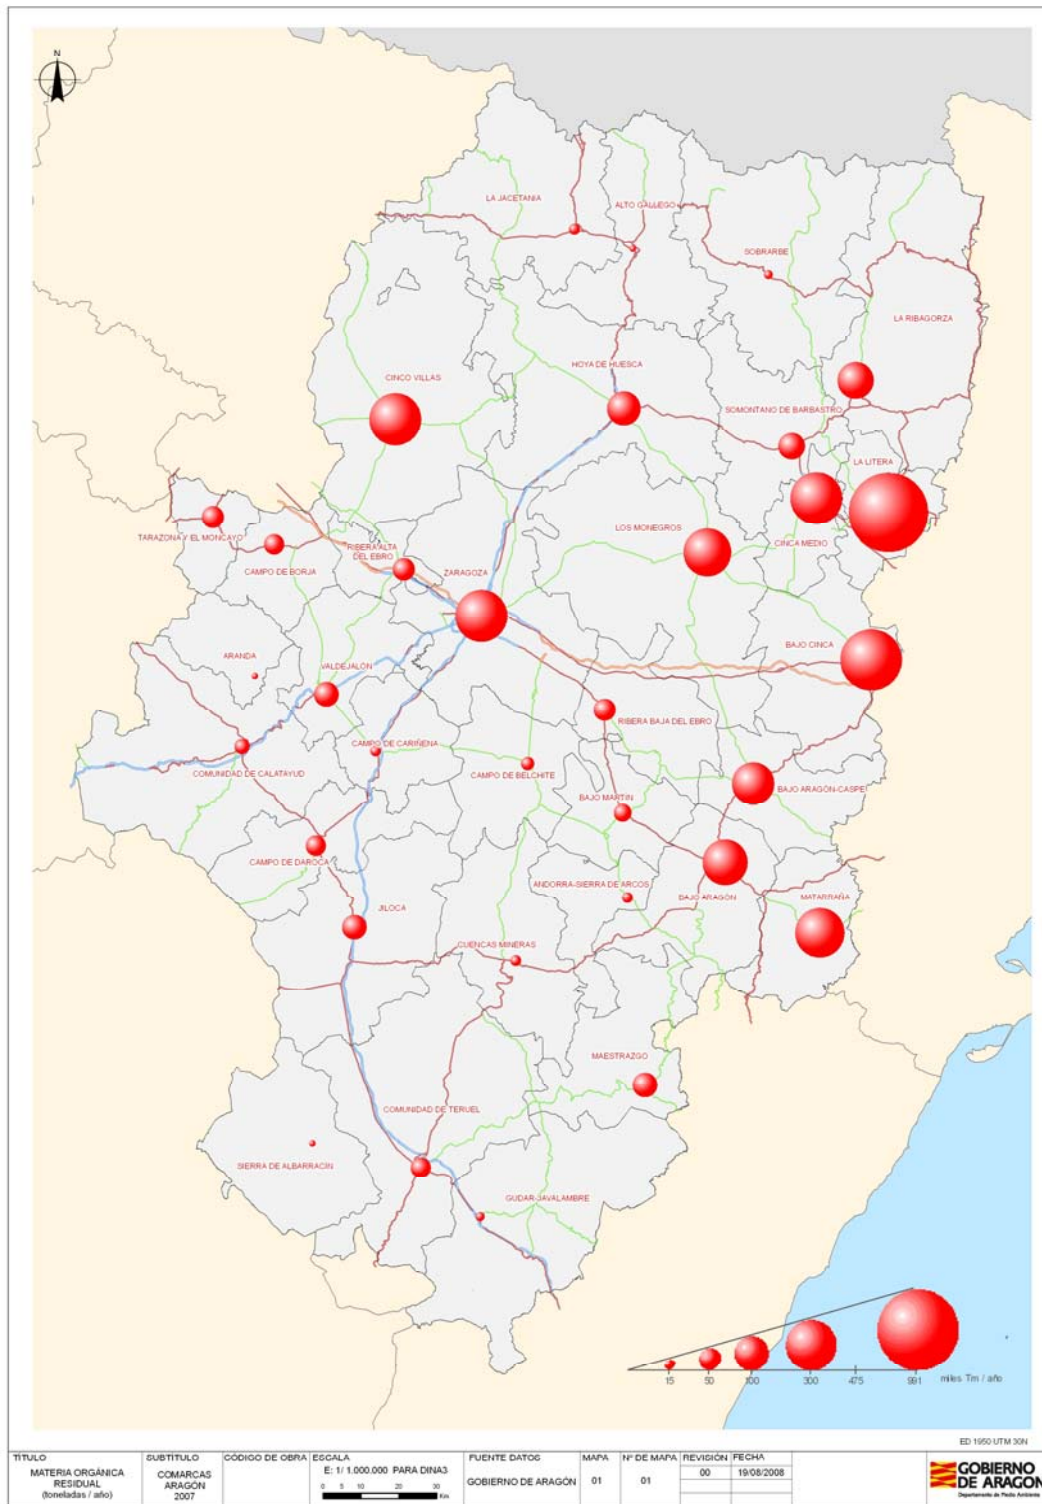 N
LA JACETANIA
ALTO GALLEGO
SOBRARBE
LA RIBAGORZA
HOYA DE HUESCA
CINCO VILLAS
SOMONTANO DE BARBASTRO
LA LITERA
LOS MONEGROS
CINCA MEDIO
TARAZONA Y EL MONCAYO
RIBERA ALTA
DEL EBRO
CAMPO DE BORJA
ZARAGOZA
BAJO CINCA
ARANDA
VALDEJALÓN
RIBERA BAJA DEL EBRO
CAMPO DE CARIÑENA
COMUNIDAD DE CALATAYUD
CAMPO DE BELCHITE
BAJO ARAGÓN-CASPE
BAJO MARTÍN
CAMPO DE DAROCA
ANDORRA-SIERRA DE ARCOS
BAJO ARAGÓN
MATARRAÑA
JILOCA
CUENCAS MINERAS
MAESTRAZGO
COMUNIDAD DE TERUEL
SIERRA DE ALBARRACÍN
GUDAR-JAVALAMBRE
15 50 100 300 475 991 miles Tm / año
ED 1950 UTM 30N
TÍTULO
MATERIA ORGÁNICA
RESIDUAL
(toneladas / año)
SUBTÍTULO
COMARCAS
ARAGÓN
2007
CÓDIGO DE OBRA
ESCALA
E: 1/ 1.000.000 PARA DINA3
0 5 10 20 30
Km
FUENTE DATOS
GOBIERNO DE ARAGÓN
MAPA
01
Nº DE MAPA
01
REVISIÓN
00
FECHA
19/08/2008
GOBIERNO
DE ARAGÓN
Departamento de Medio Ambiente